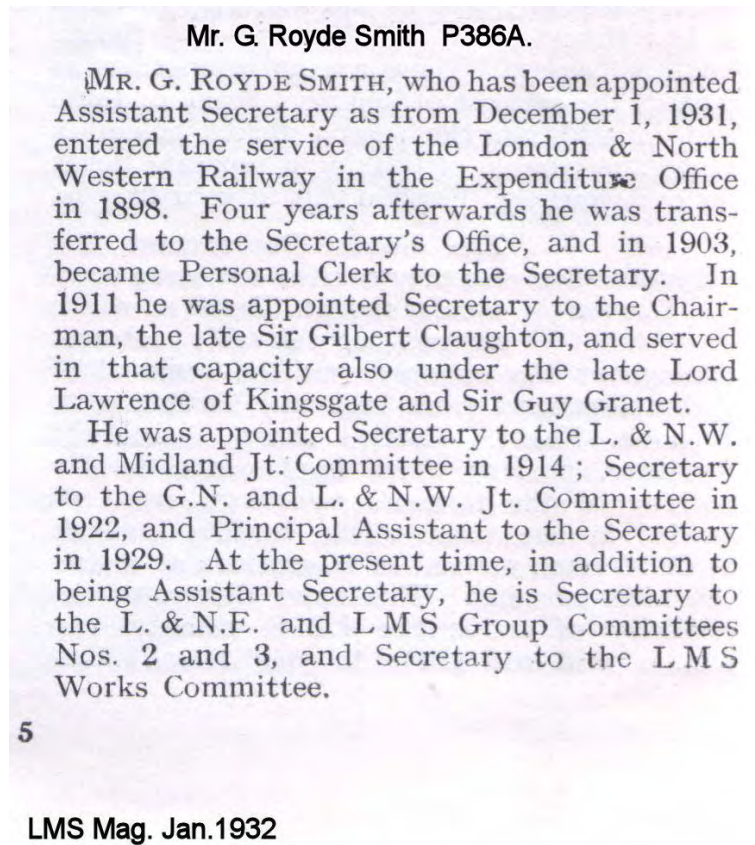 Mr. G. Royde Smith P386A.
MR. G. ROYDE SMITH, who has been appointed
Assistant Secretary as from December 1, 1931,
entered the service of the London & North
Western Railway in the Expenditure Office
in 1898. Four years afterwards he was trans-
ferred to the Secretary's Office, and in 1903,
became Personal Clerk to the Secretary. In
1911 he was appointed Secretary to the Chair-
man, the late Sir Gilbert Claughton, and served
in that capacity also under the late Lord
Lawrence of Kingsgate and Sir Guy Granet.
He was appointed Secretary to the L. & N.W.
and Midland Jt. Committee in 1914 ; Secretary
to the G.N. and L. & N.W. Jt. Committee in
1922, and Principal Assistant to the Secretary
in 1929. At the present time, in addition to
being Assistant Secretary, he is Secretary to
the L. & N.E. and L M S Group Committees
Nos. 2 and 3, and Secretary to the L M S
Works Committee.
5
LMS Mag. Jan.1932